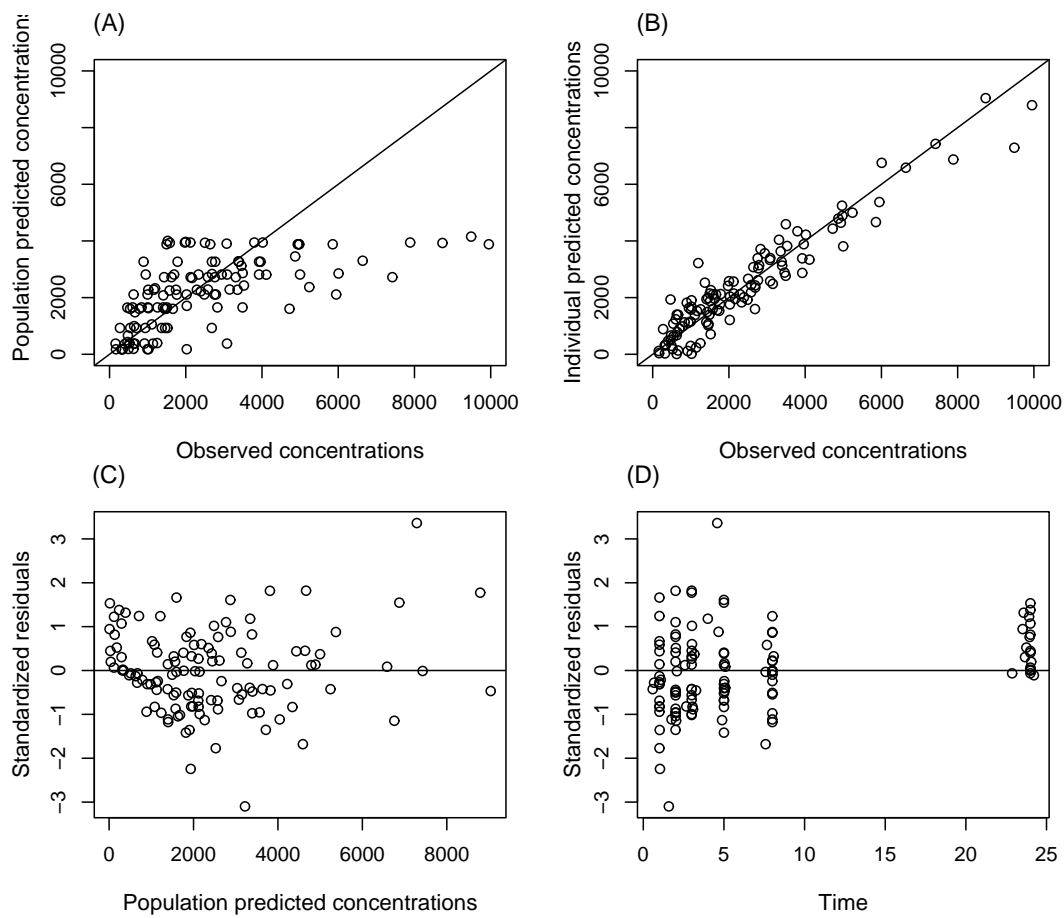 (A)
Population predicted concentrations
0 2000 6000 10000
0 2000 4000 6000 8000 10000
Observed concentrations
(B)
Individual predicted concentrations
0 2000 6000 10000
0 2000 4000 6000 8000 10000
Observed concentrations
(C)
Standardized residuals
−3 −2 −1 0 1 2 3
0 2000 4000 6000 8000
Population predicted concentrations
(D)
Standardized residuals
−3 −2 −1 0 1 2 3
0 5 10 15 20 25
Time